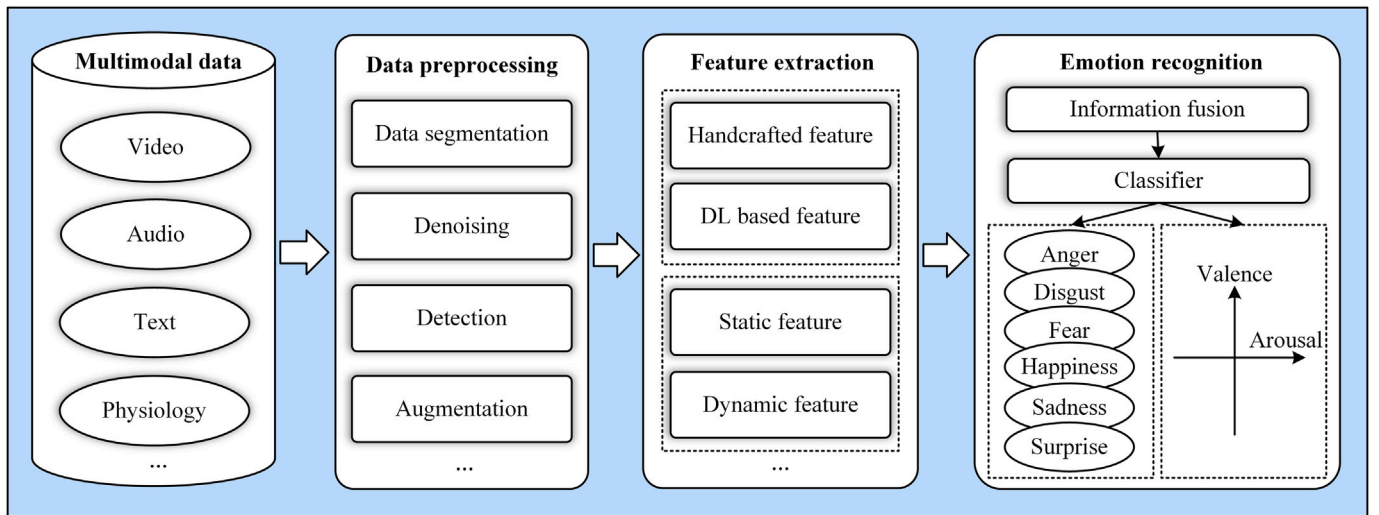 Multimodal data
Video
Audio
Text
Physiology
...
Data preprocessing
Data segmentation
Denoising
Detection
Augmentation
...
Feature extraction
Handcrafted feature
DL based feature
Static feature
Dynamic feature
...
Emotion recognition
Information fusion
Classifier
Anger
Disgust
Fear
Happiness
Sadness
Surprise
Valence
Arousal